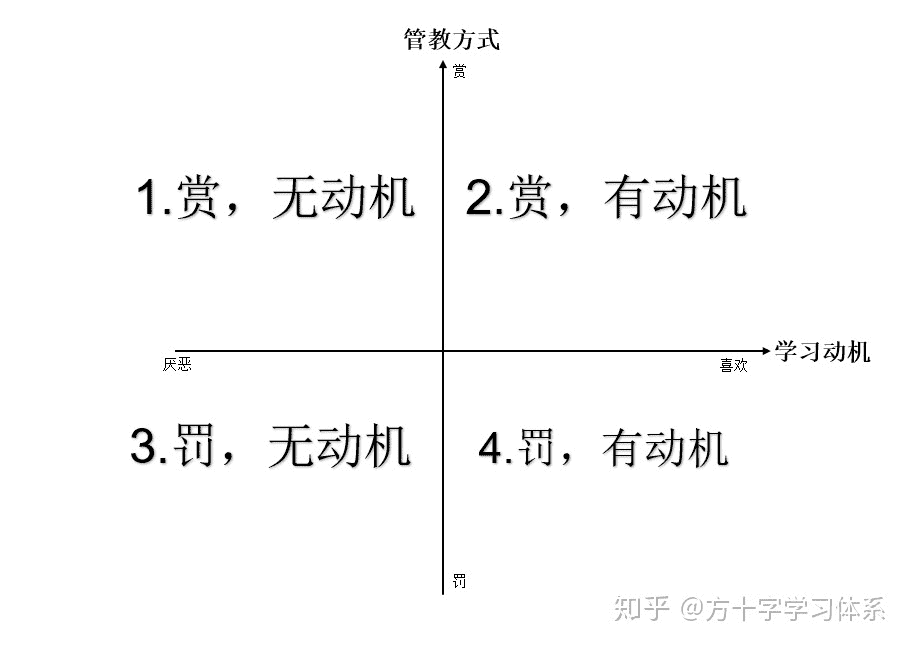 管教方式
赏
1.赏，无动机
2.赏，有动机
学习动机
厌恶
喜欢
3.罚，无动机
4.罚，有动机
罚
知乎 @方十字学习体系